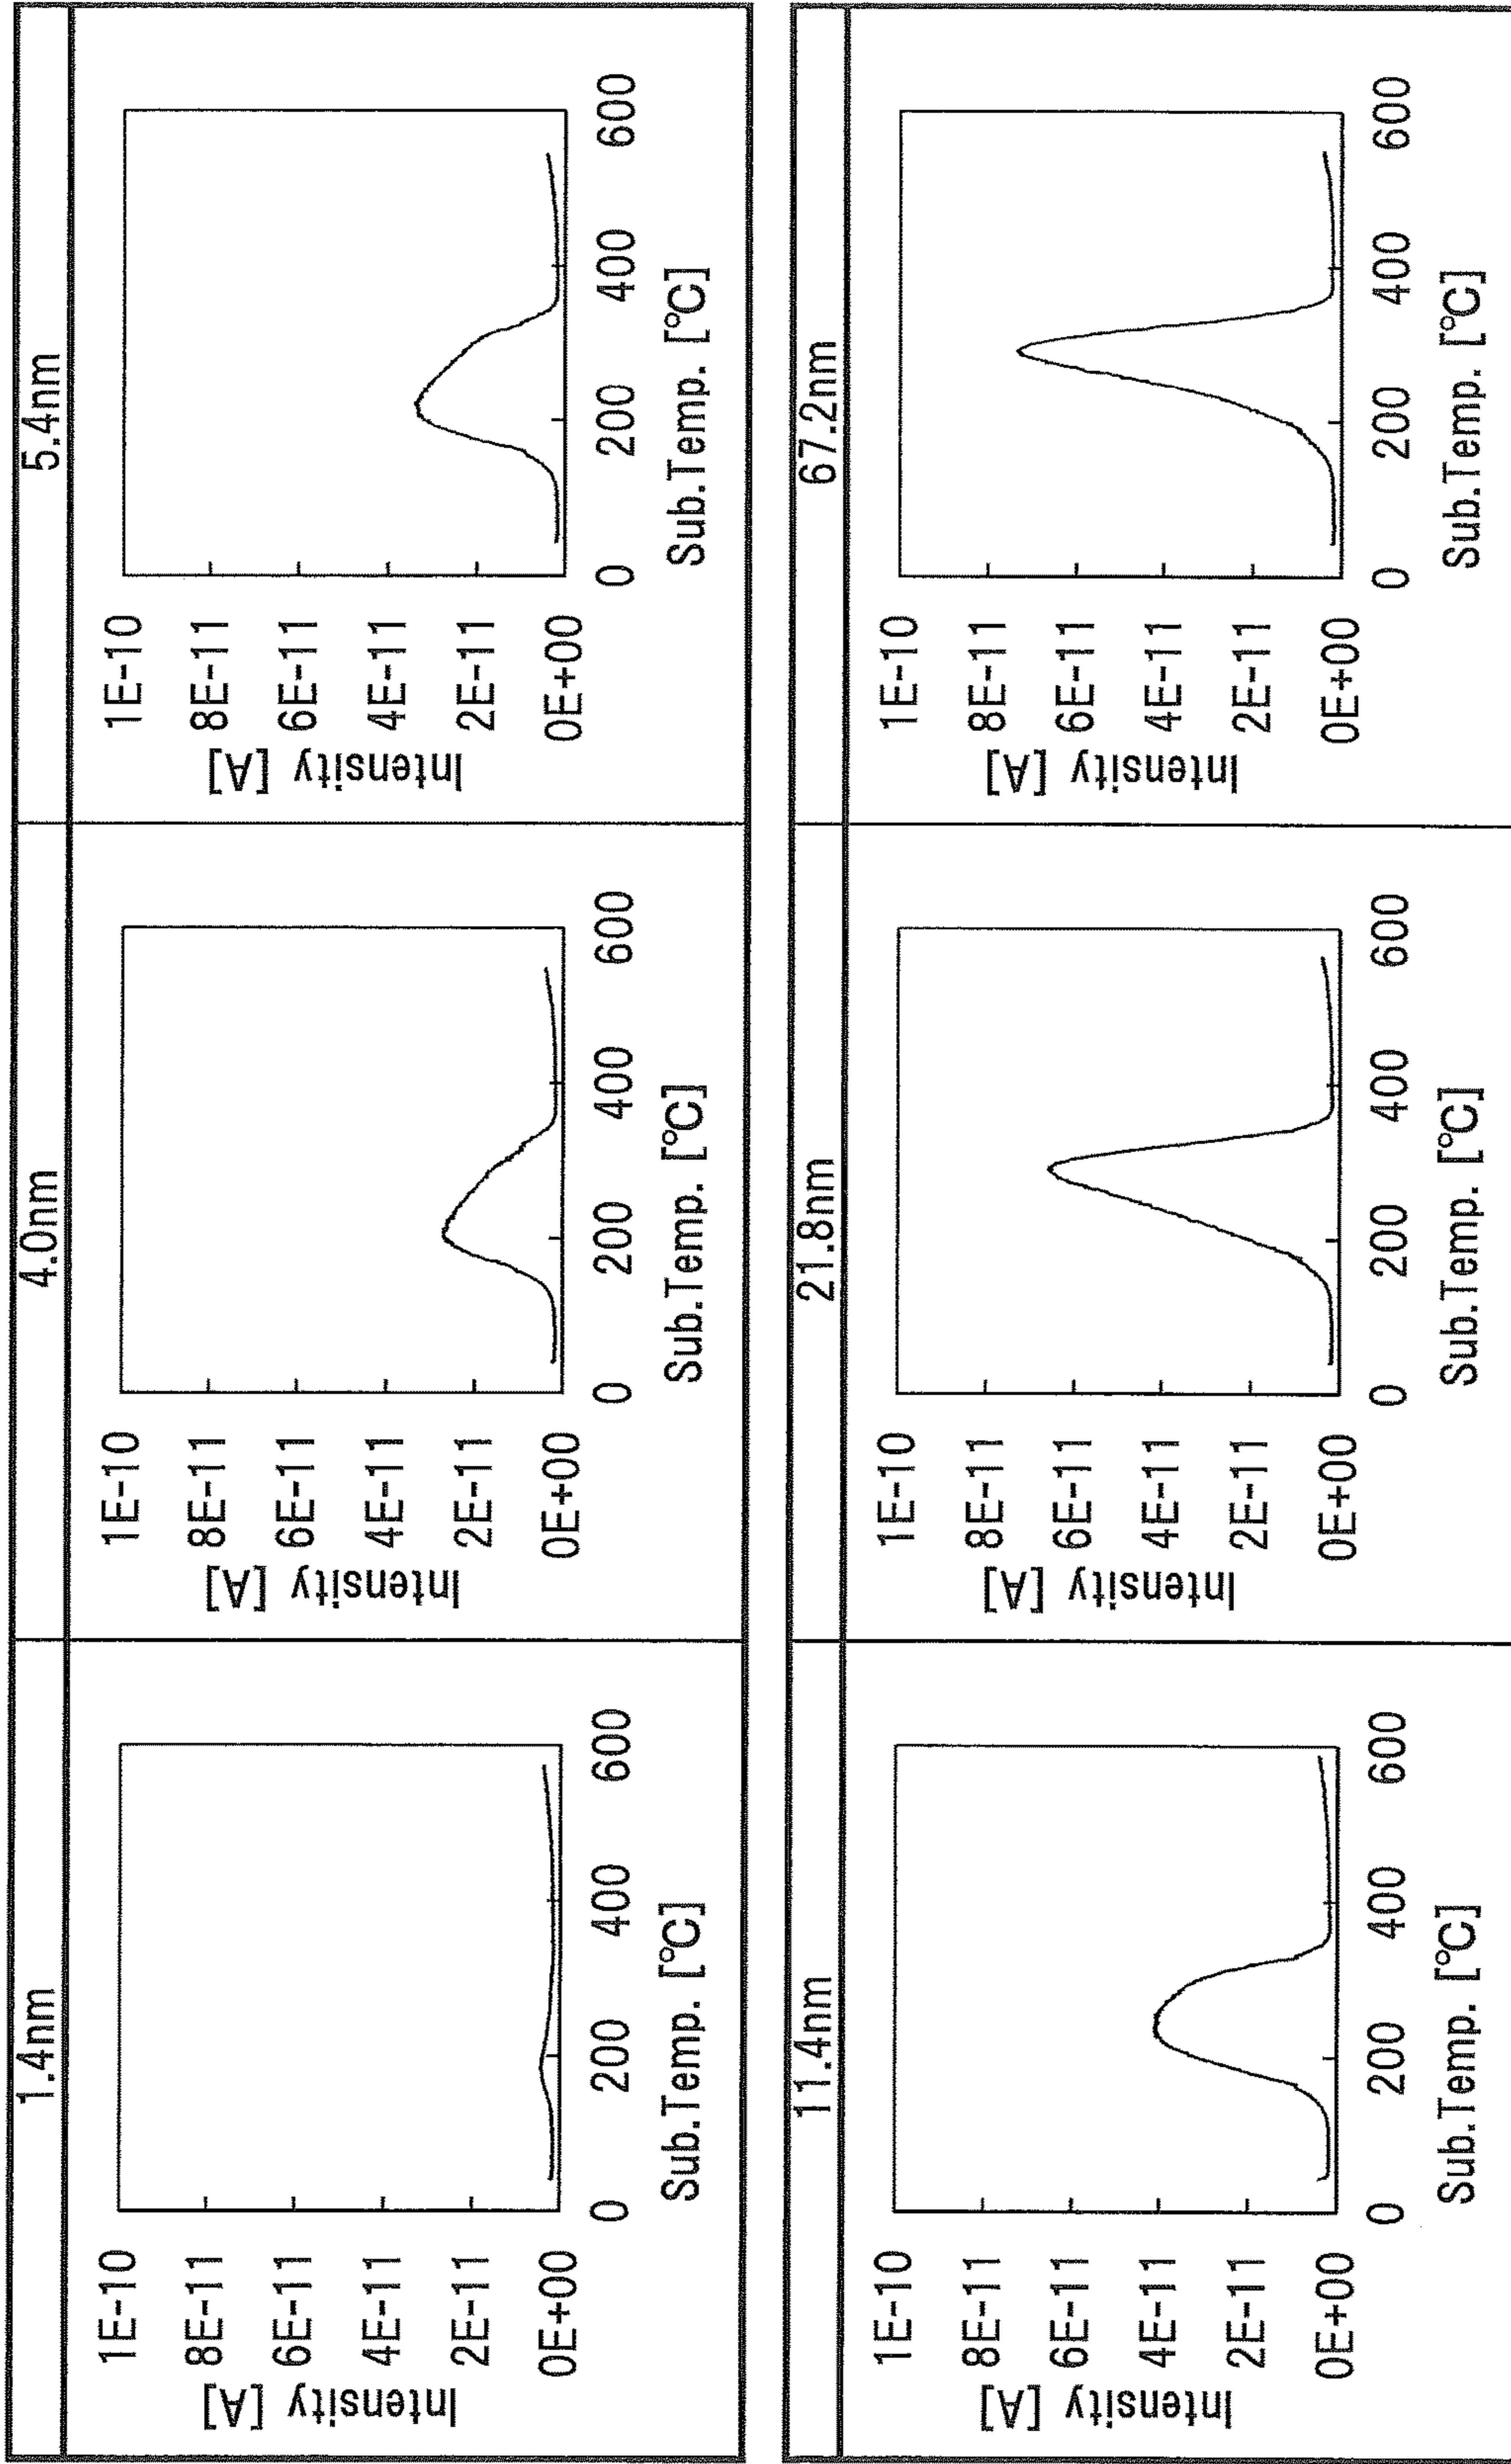 1.4nm
4.0nm
5.4nm
Intensity [A]
1E-10
8E-11
6E-11
4E-11
2E-11
0E+00
0
200
400
600
Sub.Temp. [℃]
Intensity [A]
1E-10
8E-11
6E-11
4E-11
2E-11
0E+00
0
200
400
600
Sub.Temp. [℃]
Intensity [A]
1E-10
8E-11
6E-11
4E-11
2E-11
0E+00
0
200
400
600
Sub.Temp. [℃]
11.4nm
21.8nm
67.2nm
Intensity [A]
1E-10
8E-11
6E-11
4E-11
2E-11
0E+00
0
200
400
600
Sub.Temp. [℃]
Intensity [A]
1E-10
8E-11
6E-11
4E-11
2E-11
0E+00
0
200
400
600
Sub.Temp. [℃]
Intensity [A]
1E-10
8E-11
6E-11
4E-11
2E-11
0E+00
0
200
400
600
Sub.Temp. [℃]